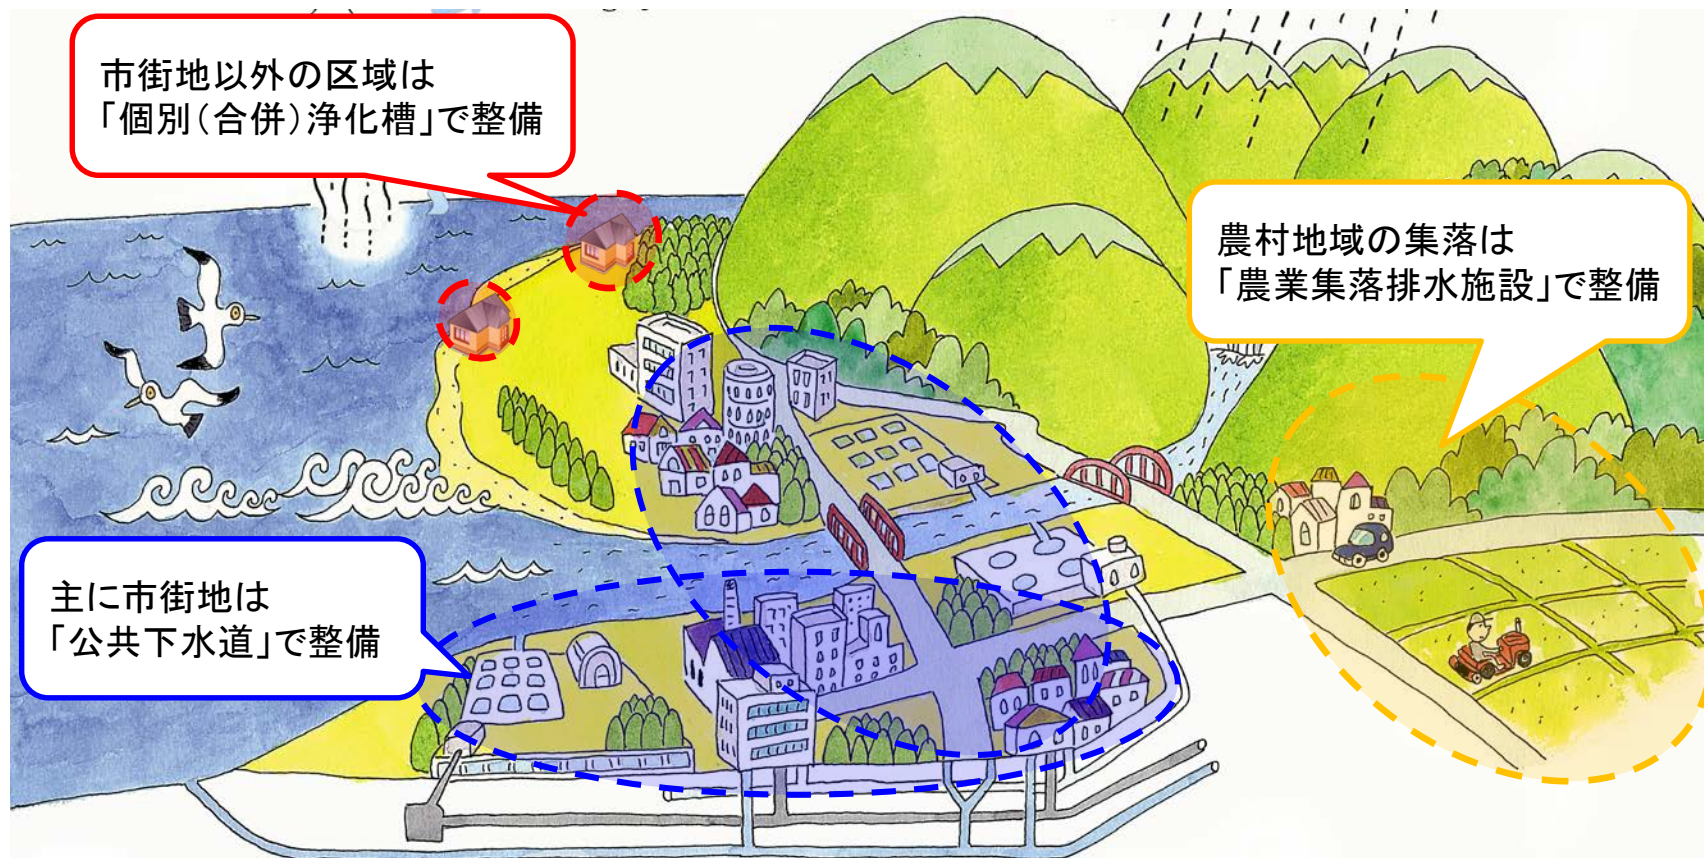 市街地以外の区域は
「個別(合併)浄化槽」で整備
農村地域の集落は
「農業集落排水施設」で整備
主に市街地は
「公共下水道」で整備